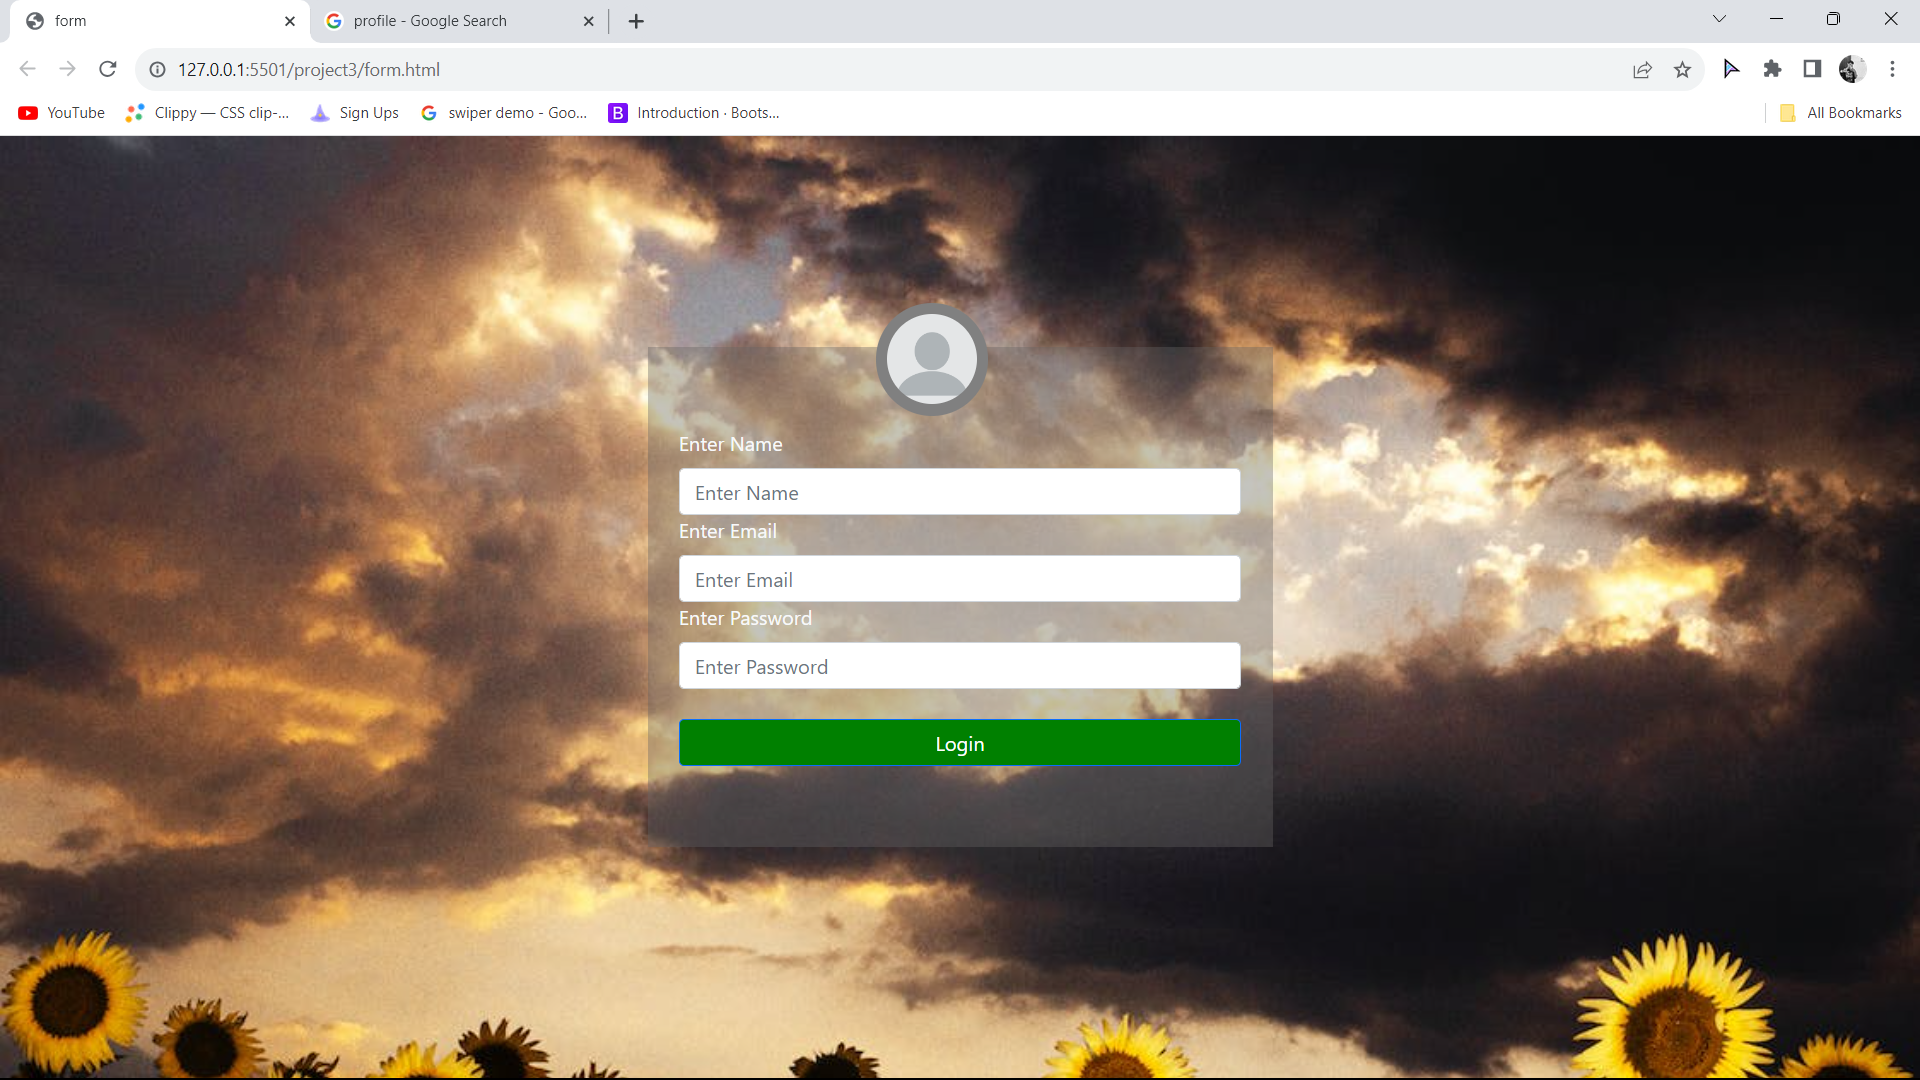 form
profile - Google Search
127.0.0.1:5501/project3/form.html
YouTube
Clippy — CSS clip-...
Sign Ups
swiper demo - Goo...
B
Introduction · Boots...
All Bookmarks
Enter Name
Enter Name
Enter Email
Enter Email
Enter Password
Enter Password
Login